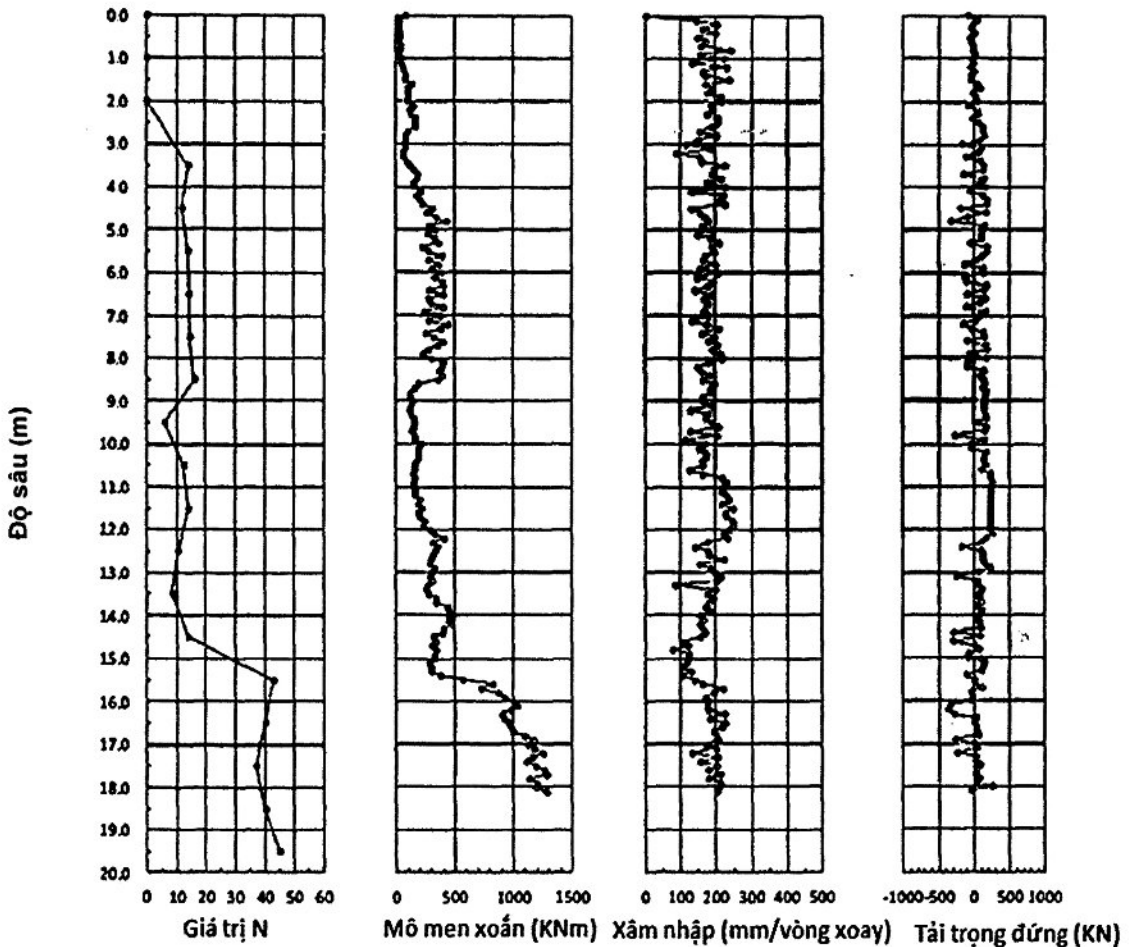 Độ sâu (m)
0.0
1.0
2.0
3.0
4.0
5.0
6.0
7.0
8.0
9.0
10.0
11.0
12.0
13.0
14.0
15.0
16.0
17.0
18.0
19.0
20.0
0 10 20 30 40 50 60
Giá trị N
0 500 1000 1500
Mô men xoắn (KNm)
0 100 200 300 400 500
Xâm nhập (mm/vòng xoay)
-1000 -500 0 500 1000
Tải trọng đứng (KN)